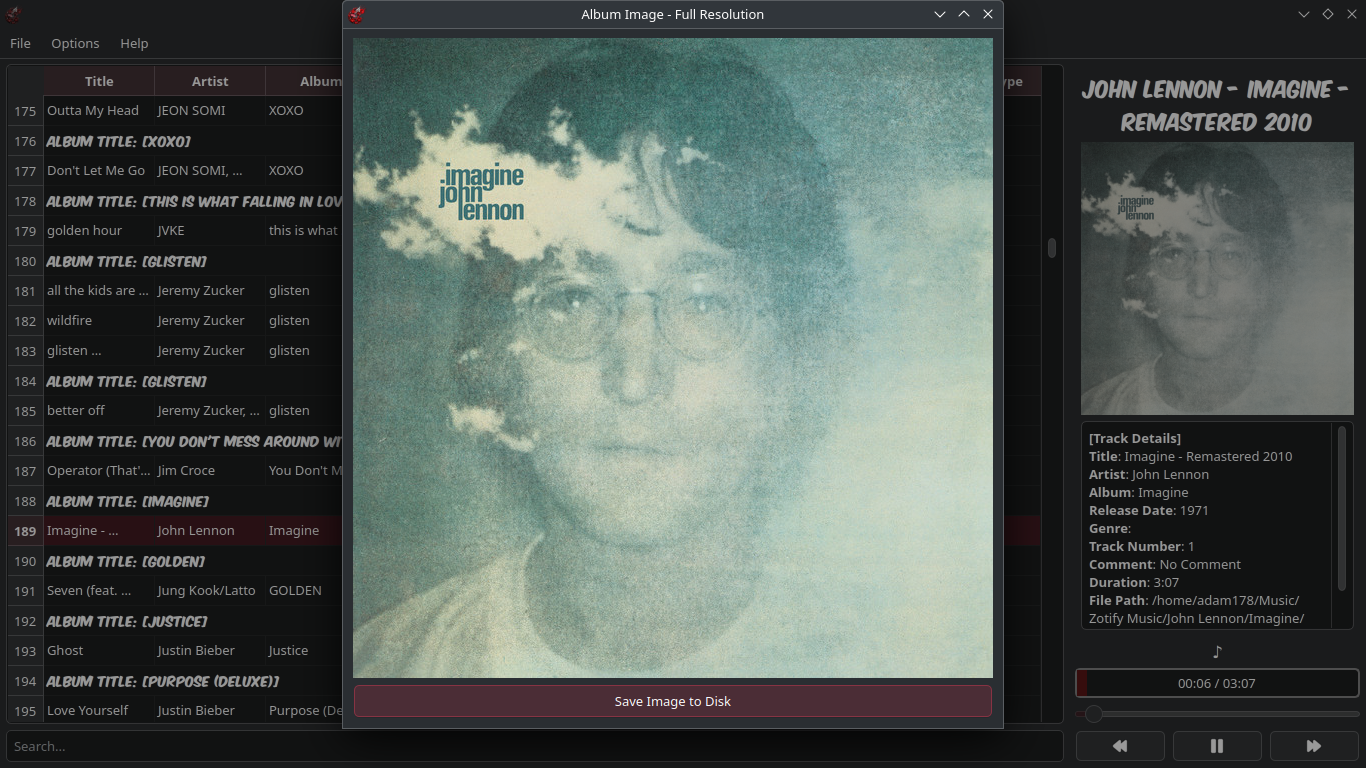 Album Image - Full Resolution
File Options Help
Title Artist Album ype
175 Outta My Head JEON SOMI XOXO
176 ALBUM TITLE: [XOXO]
177 Don't Let Me Go JEON SOMI, ... XOXO
178 ALBUM TITLE: [THIS IS WHAT FALLING IN LOV
179 golden hour JVKE this is what
180 ALBUM TITLE: [GLISTEN]
181 all the kids are ... Jeremy Zucker glisten
182 wildfire Jeremy Zucker glisten
183 glisten ... Jeremy Zucker glisten
184 ALBUM TITLE: [GLISTEN]
185 better off Jeremy Zucker, ... glisten
186 ALBUM TITLE: [YOU DON'T MESS AROUND WI
187 Operator (That'... Jim Croce You Don't M
188 ALBUM TITLE: [IMAGINE]
189 Imagine - ... John Lennon Imagine
190 ALBUM TITLE: [GOLDEN]
191 Seven (feat. ... Jung Kook/Latto GOLDEN
192 ALBUM TITLE: [JUSTICE]
193 Ghost Justin Bieber Justice
194 ALBUM TITLE: [PURPOSE (DELUXE)]
195 Love Yourself Justin Bieber Purpose (De
Search...
.imagine
john
lennon
Save Image to Disk
JOHN LENNON - IMAGINE -
REMASTERED 2010
.imagine
john
lennon
[Track Details]
Title: Imagine - Remastered 2010
Artist: John Lennon
Album: Imagine
Release Date: 1971
Genre:
Track Number: 1
Comment: No Comment
Duration: 3:07
File Path: /home/adam178/Music/
Zotify Music/John Lennon/Imagine/
♪
00:06 / 03:07